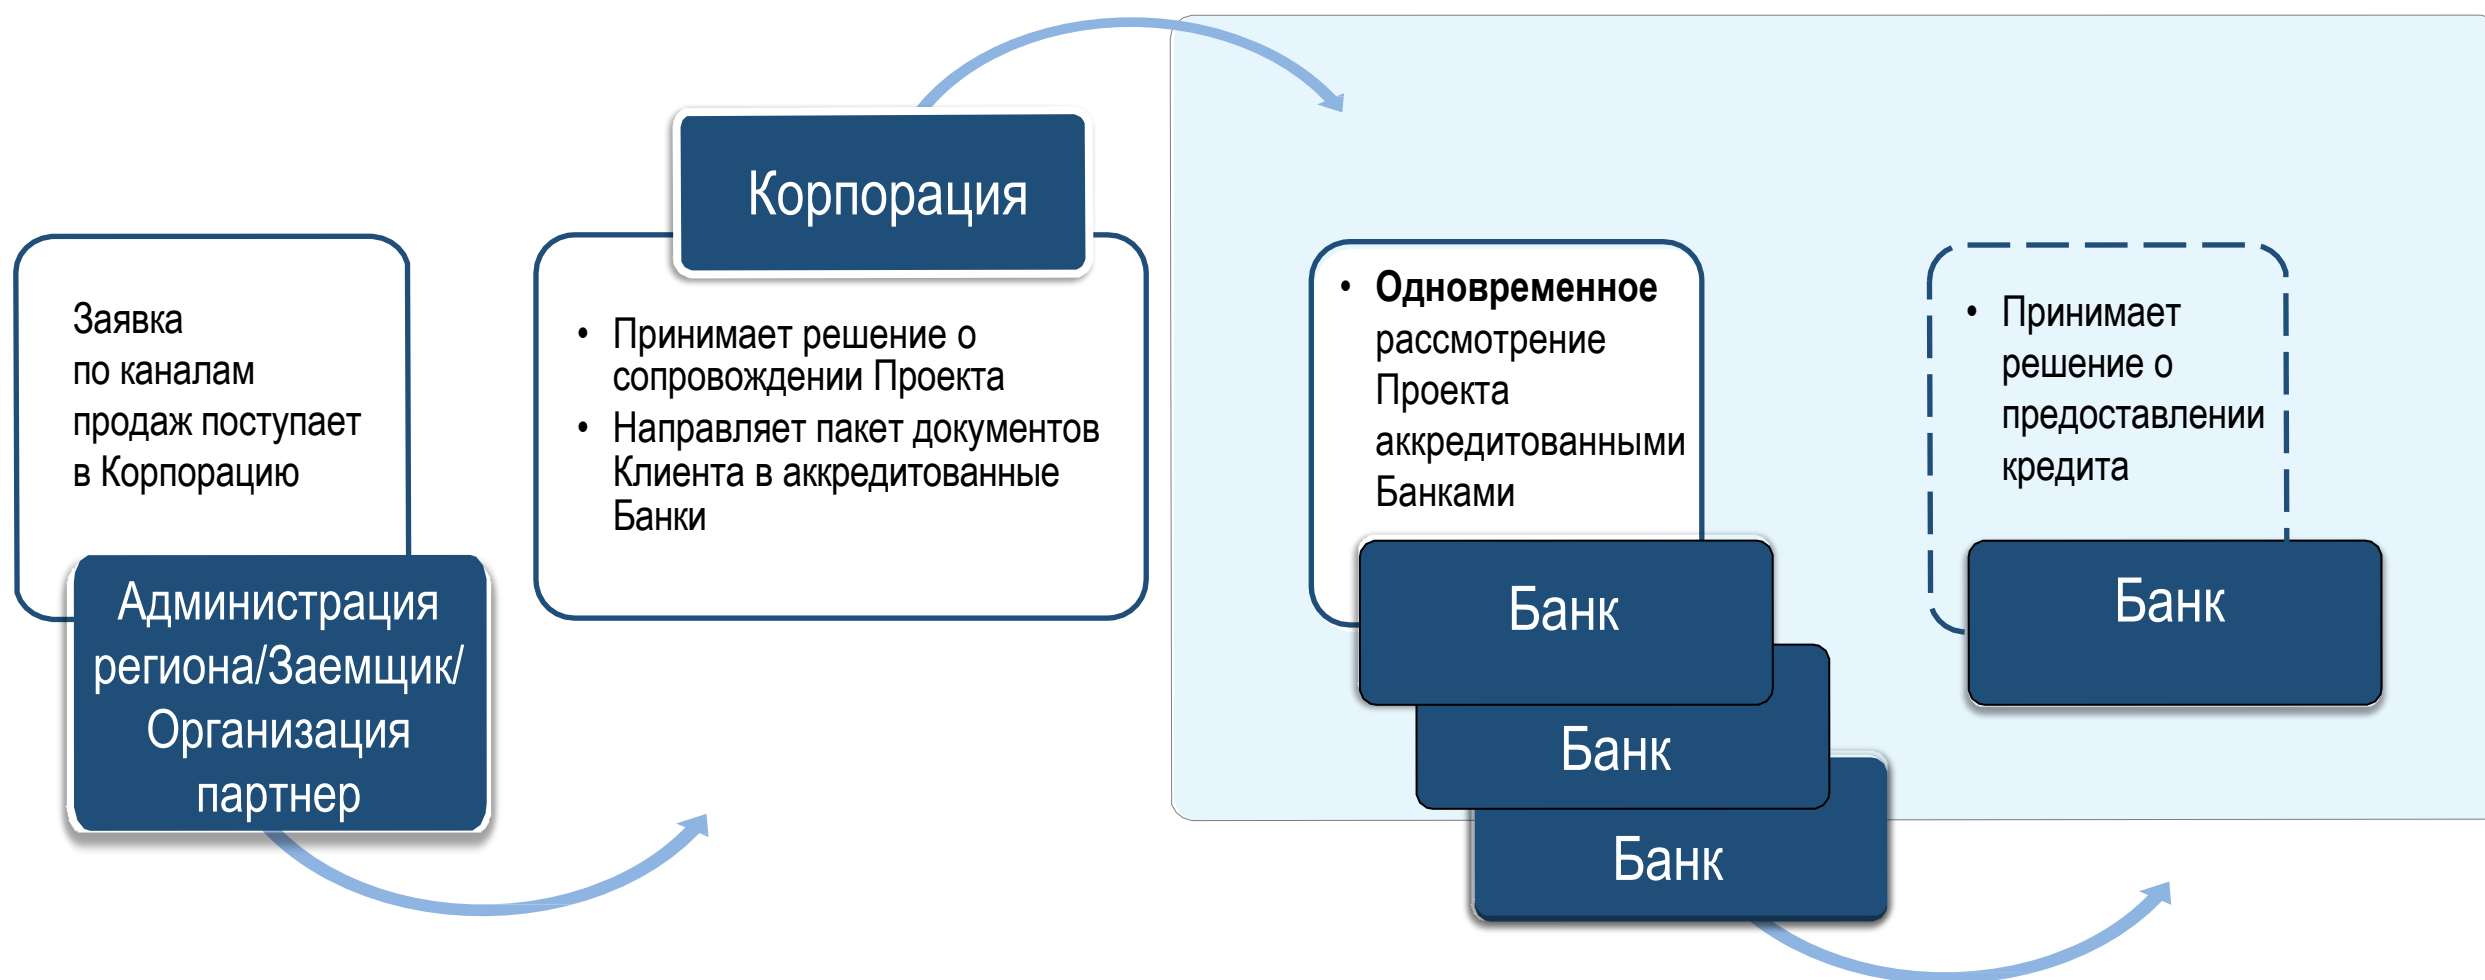 Заявка
по каналам
продаж поступает
в Корпорацию
Администрация
региона/Заемщик/
Организация
партнер
Корпорация
• Принимает решение о
сопровождении Проекта
• Направляет пакет документов
Клиента в аккредитованные
Банки
• Одновременное
рассмотрение
Проекта
аккредитованными
Банками
Банк
Банк
Банк
• Принимает
решение о
предоставлении
кредита
Банк